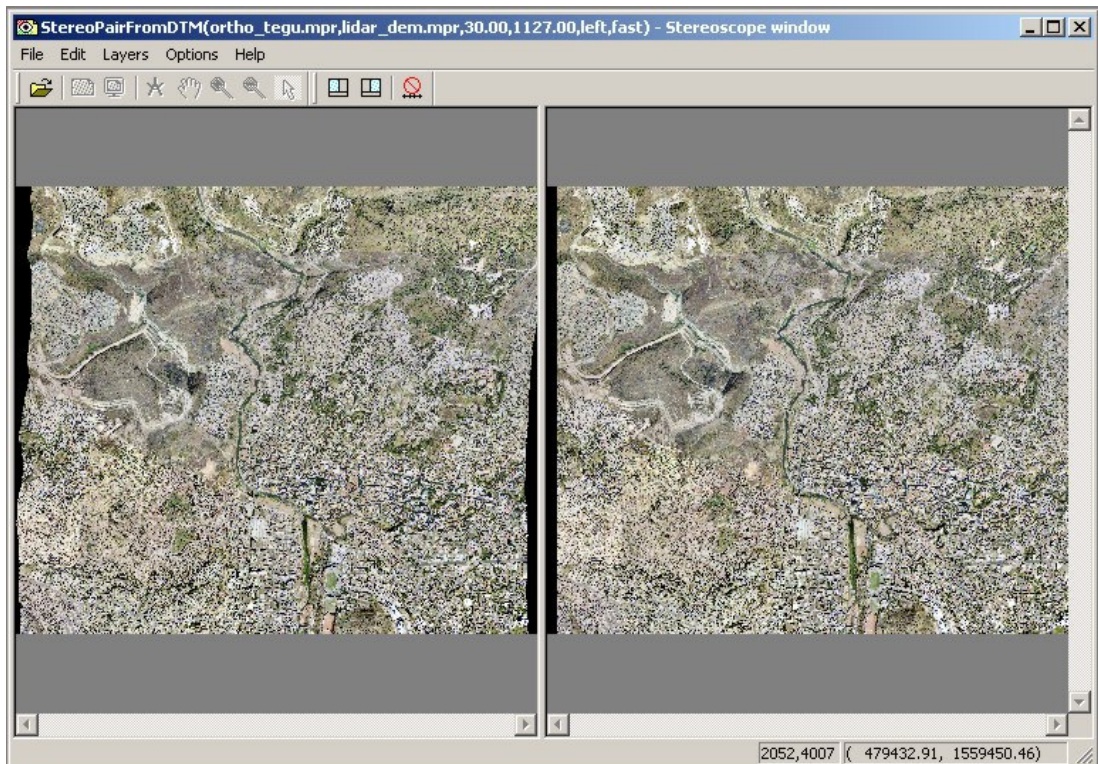 StereoPairFromDTM(ortho_tegu.mpr,lidar_dem.mpr,30.00,1127.00,left,fast) - Stereoscope window
File Edit Layers Options Help
2052,4007 ( 479432.91, 1559450.46)